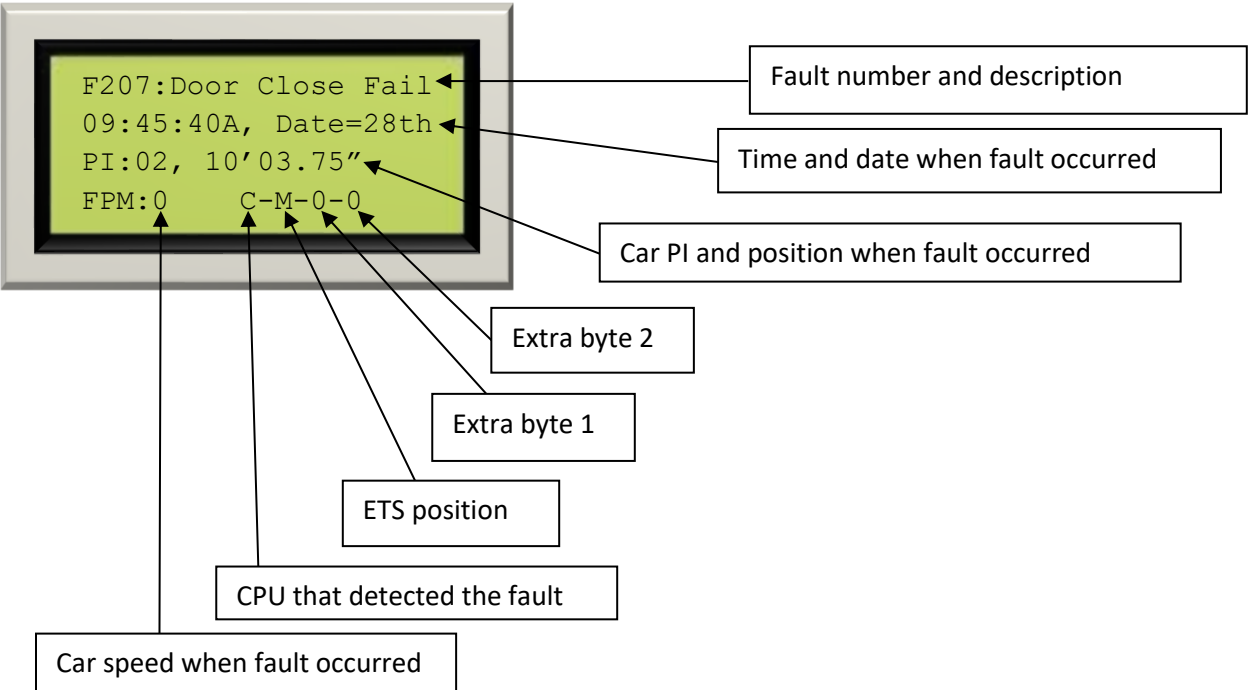 F207:Door Close Fail
09:45:40A, Date=28th
PI:02, 10’03.75”
FPM:0 C-M-0-0
Fault number and description
Time and date when fault occurred
Car PI and position when fault occurred
Extra byte 2
Extra byte 1
ETS position
CPU that detected the fault
Car speed when fault occurred